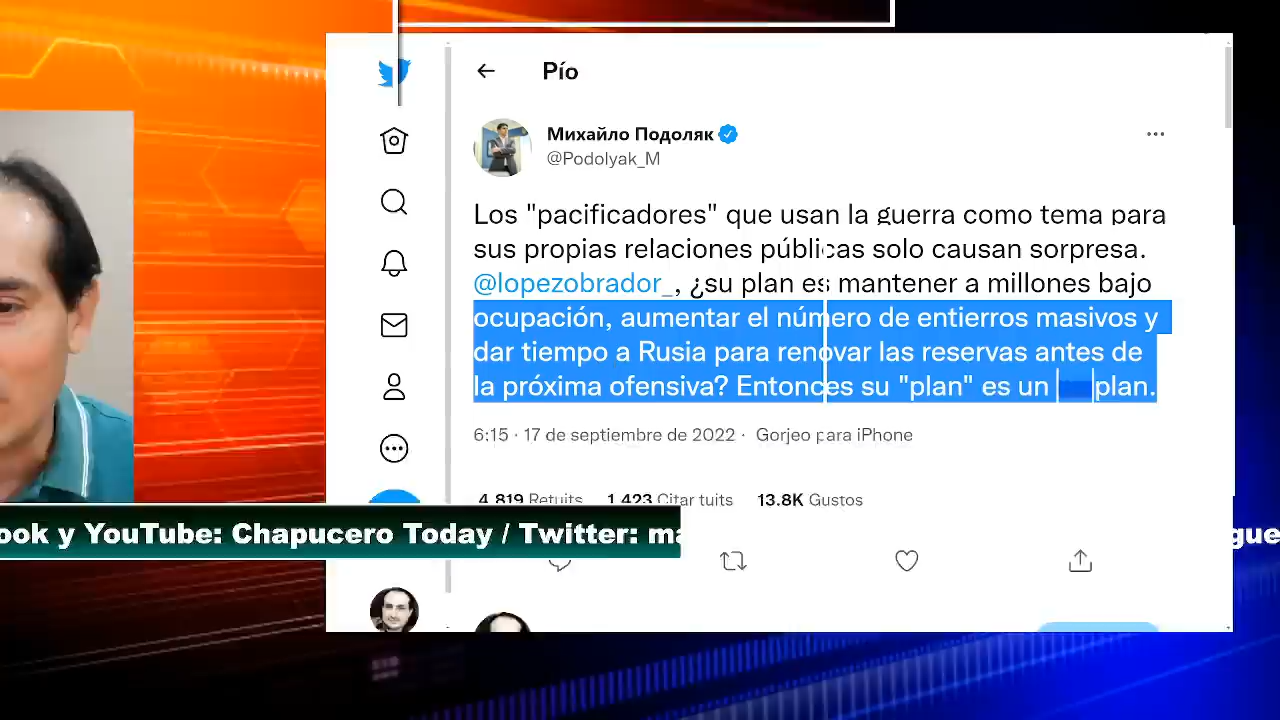 Pío
Михайло Подоляк
@Podolyak_M
Los "pacificadores" que usan la guerra como tema para
sus propias relaciones públicas solo causan sorpresa.
@lopezobrador_, ¿su plan es mantener a millones bajo
ocupación, aumentar el número de entierros masivos y
dar tiempo a Rusia para renovar las reservas antes de
la próxima ofensiva? Entonces su "plan" es un plan.
6:15 · 17 de septiembre de 2022 · Gorjeo para iPhone
4,819 Retuits 1,423 Citar tuits 13.8K Gustos
ook y YouTube: Chapucero Today / Twitter: ma
gue